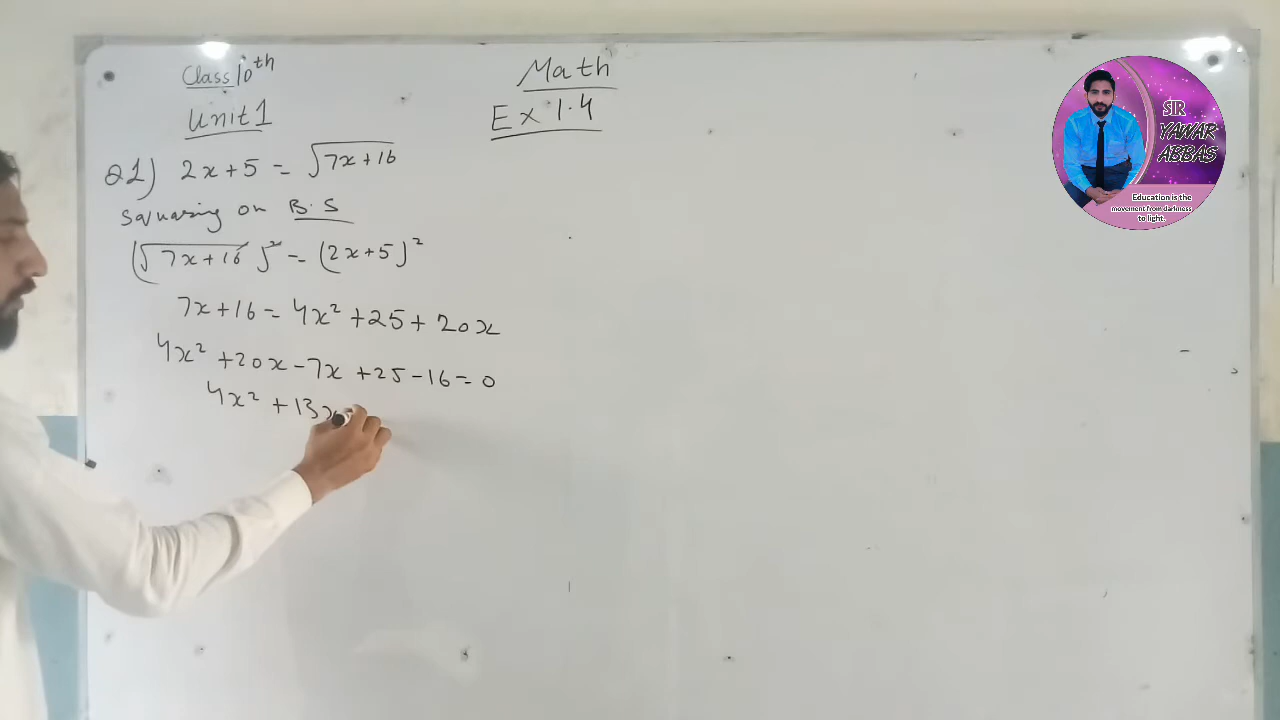 Class 10th
Unit 1
Math
Ex 1.4
Q1) 2x+5 = √7x+16
Squaring on B.S
(√7x+16)² = (2x+5)²
7x+16 = 4x² +25+ 20x
4x² +20x -7x +25 -16 = 0
4x² +13x
SIR
YAWAR
ABBAS
Education is the
movement from darkness
to light.